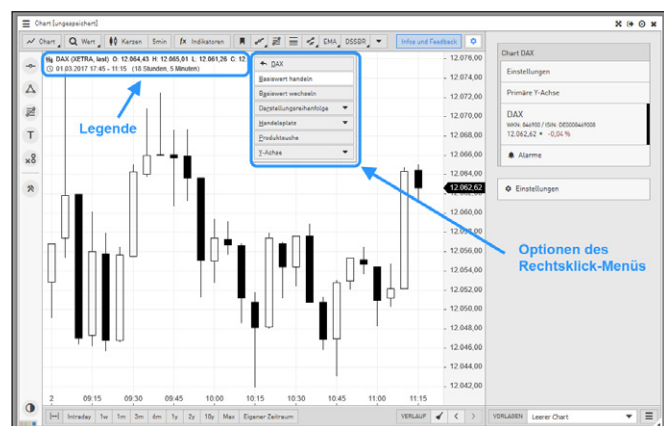 Chart [ungespeichert]
Chart
Wert
Kerzen
5min
fx Indikatoren
EMA
DSSBR
Infos und Feedback
DAX (XETRA, last) O: 12.064,43 H: 12.065,01 L: 12.061,26 C: 12
01.03.2017 17:45 - 11:15 (18 Stunden, 5 Minuten)
Legende
DAX
Basiswert handeln
Basiswert wechseln
Darstellungsreihenfolge
Handelsplatz
Produktsuche
Y-Achse
Optionen des
Rechtsklick-Menüs
12.076,00
12.074,00
12.072,00
12.070,00
12.068,00
12.066,00
12.064,00
12.062,62
12.060,00
12.058,00
12.056,00
12.054,00
12.052,00
12.050,00
12.048,00
12.046,00
12.044,00
12.042,00
2 09:15 09:30 09:45 10:00 10:15 10:30 10:45 11:00 11:15
Intraday 1w 1m 3m 6m 1y 2y 10y Max Eigener Zeitraum
VERLAUF
Chart DAX
Einstellungen
Primäre Y-Achse
DAX
WKN: 846900 / ISIN: DE0008469008
12.062,62 -0,04 %
Alarme
Einstellungen
VORLAGEN Leerer Chart